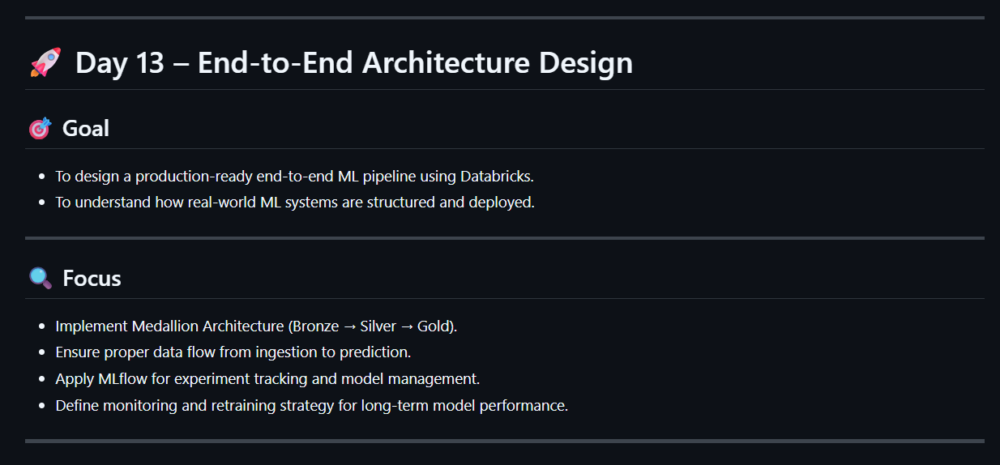 🚀 Day 13 – End-to-End Architecture Design
🎯 Goal
• To design a production-ready end-to-end ML pipeline using Databricks.
• To understand how real-world ML systems are structured and deployed.
🔍 Focus
• Implement Medallion Architecture (Bronze → Silver → Gold).
• Ensure proper data flow from ingestion to prediction.
• Apply MLflow for experiment tracking and model management.
• Define monitoring and retraining strategy for long-term model performance.